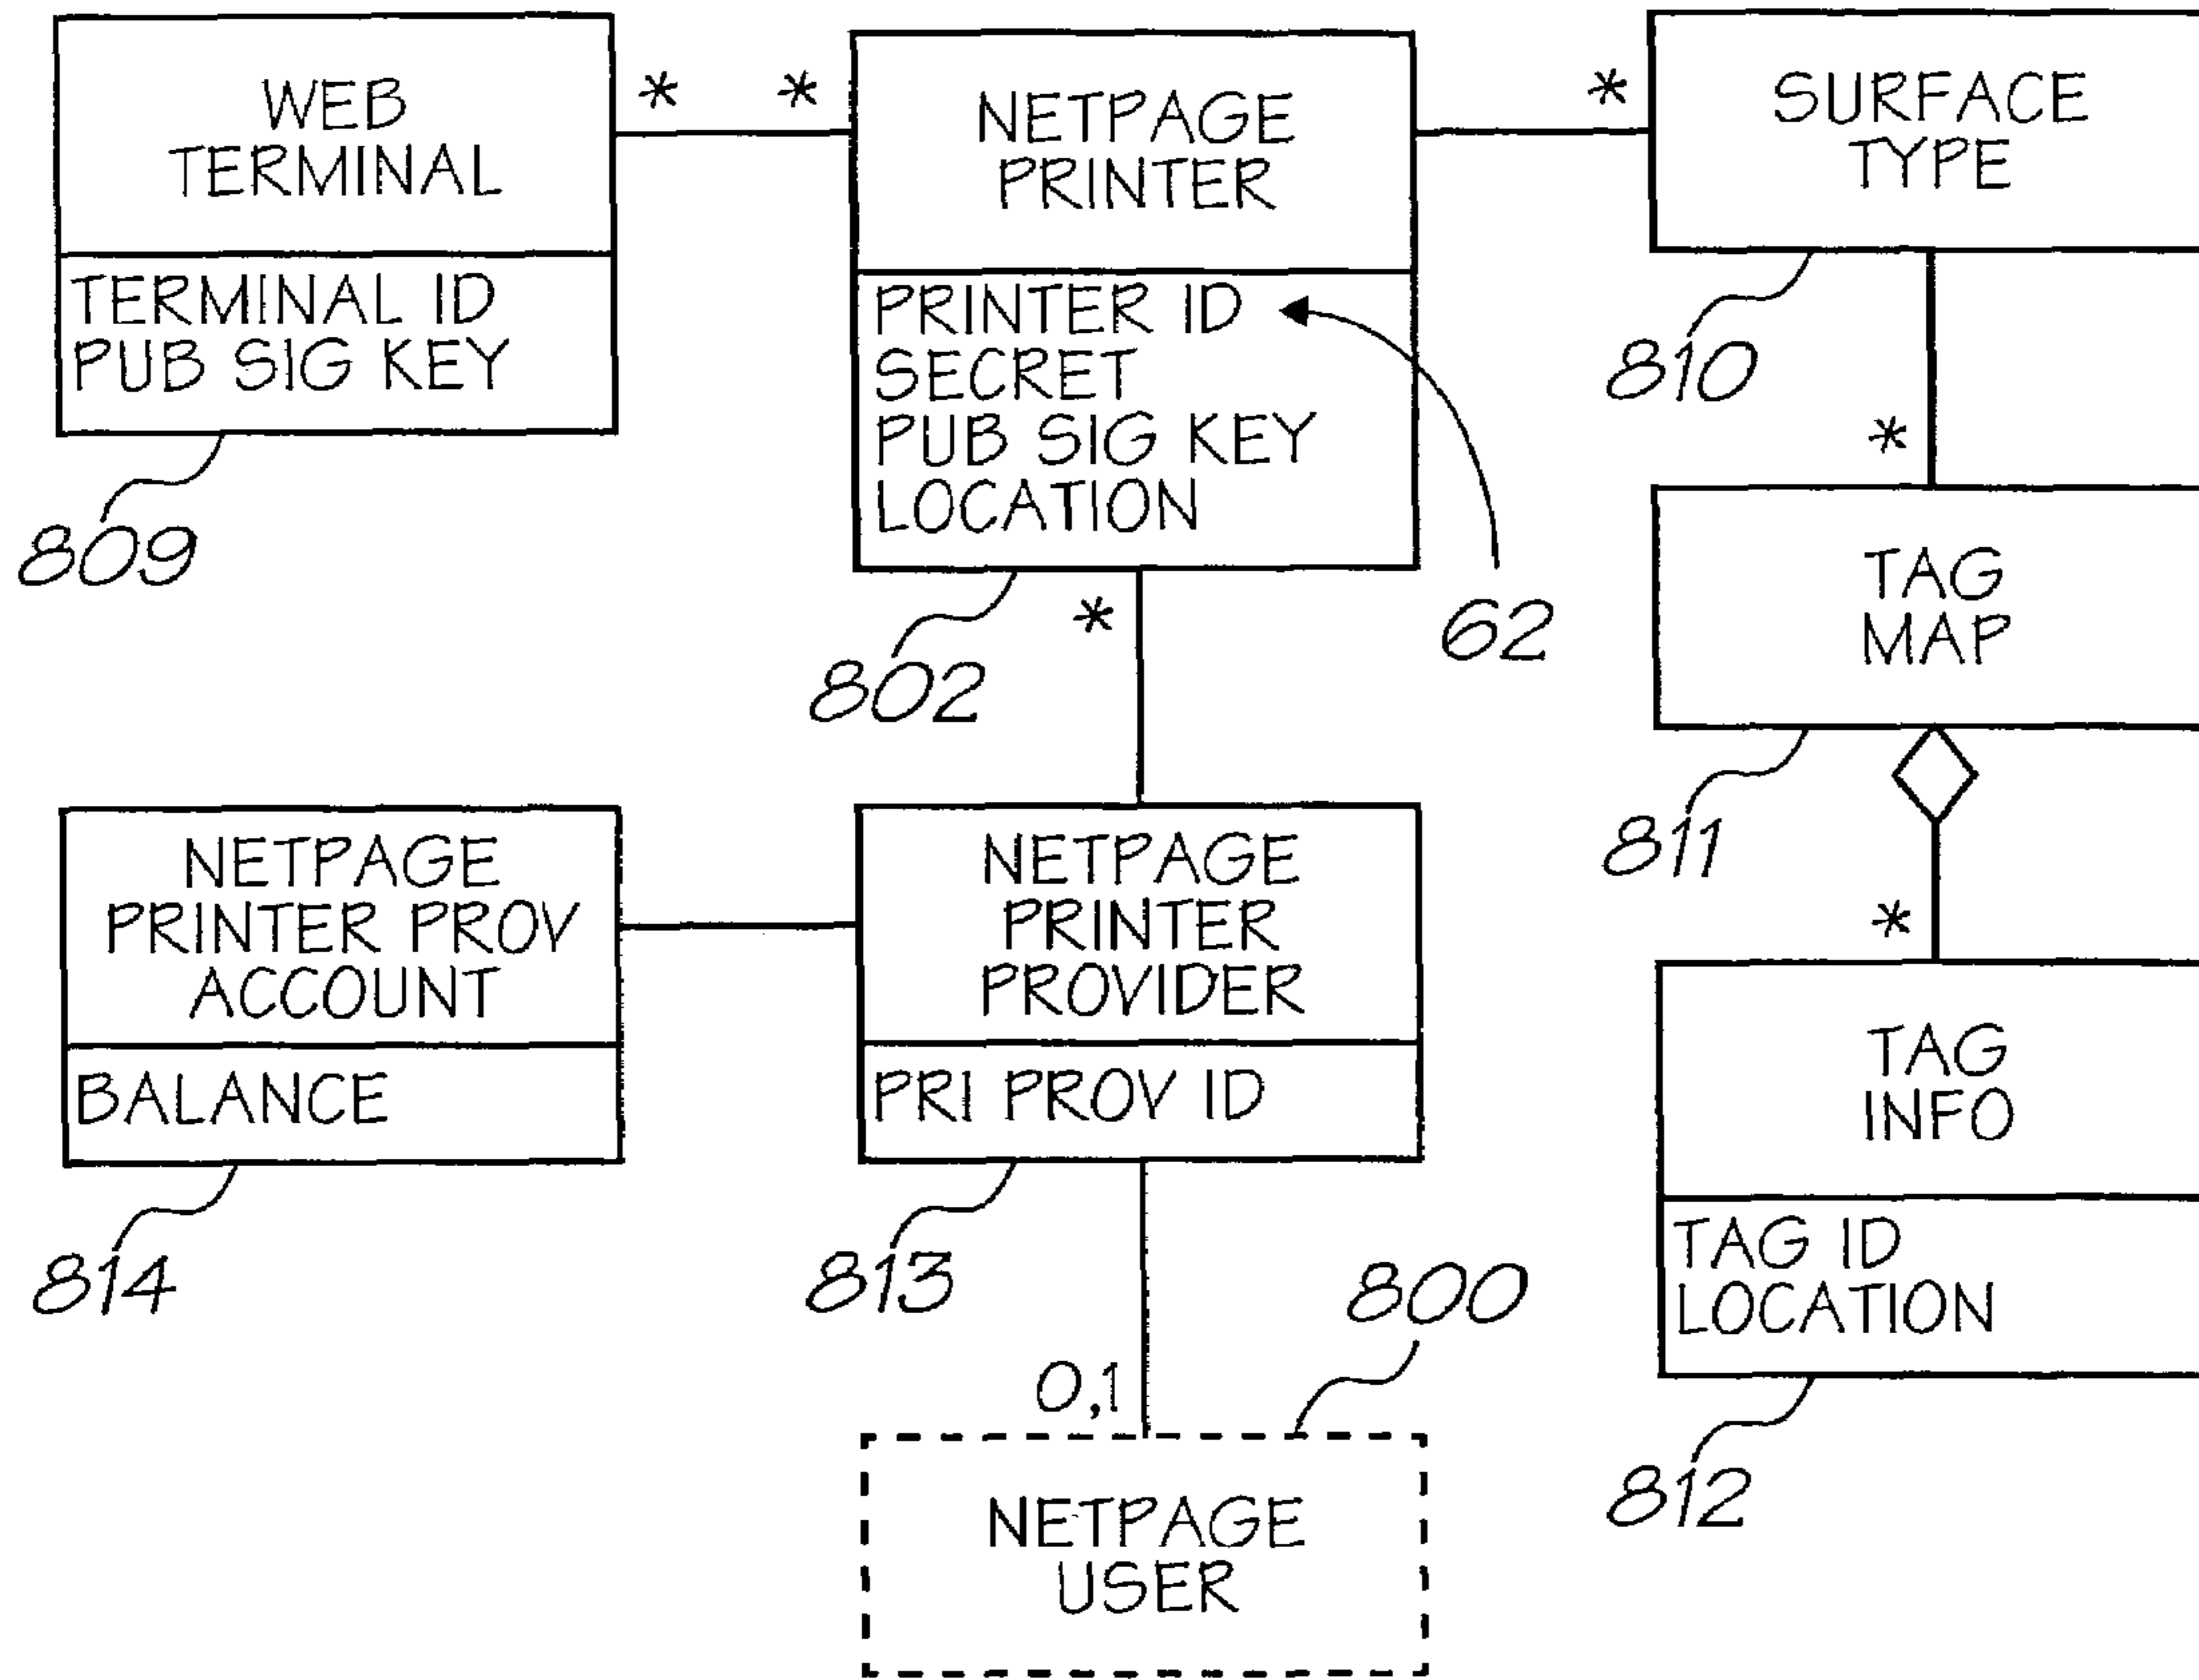 WEB
TERMINAL
TERMINAL ID
PUB SIG KEY
809
*
*
NETPAGE
PRINTER
PRINTER ID
SECRET
PUB SIG KEY
LOCATION
802
62
*
*
SURFACE
TYPE
810
*
TAG
MAP
811
*
TAG
INFO
TAG ID
LOCATION
812
NETPAGE
PRINTER PROV
ACCOUNT
BALANCE
814
NETPAGE
PRINTER
PROVIDER
PRI PROV ID
813
0,1
800
NETPAGE
USER